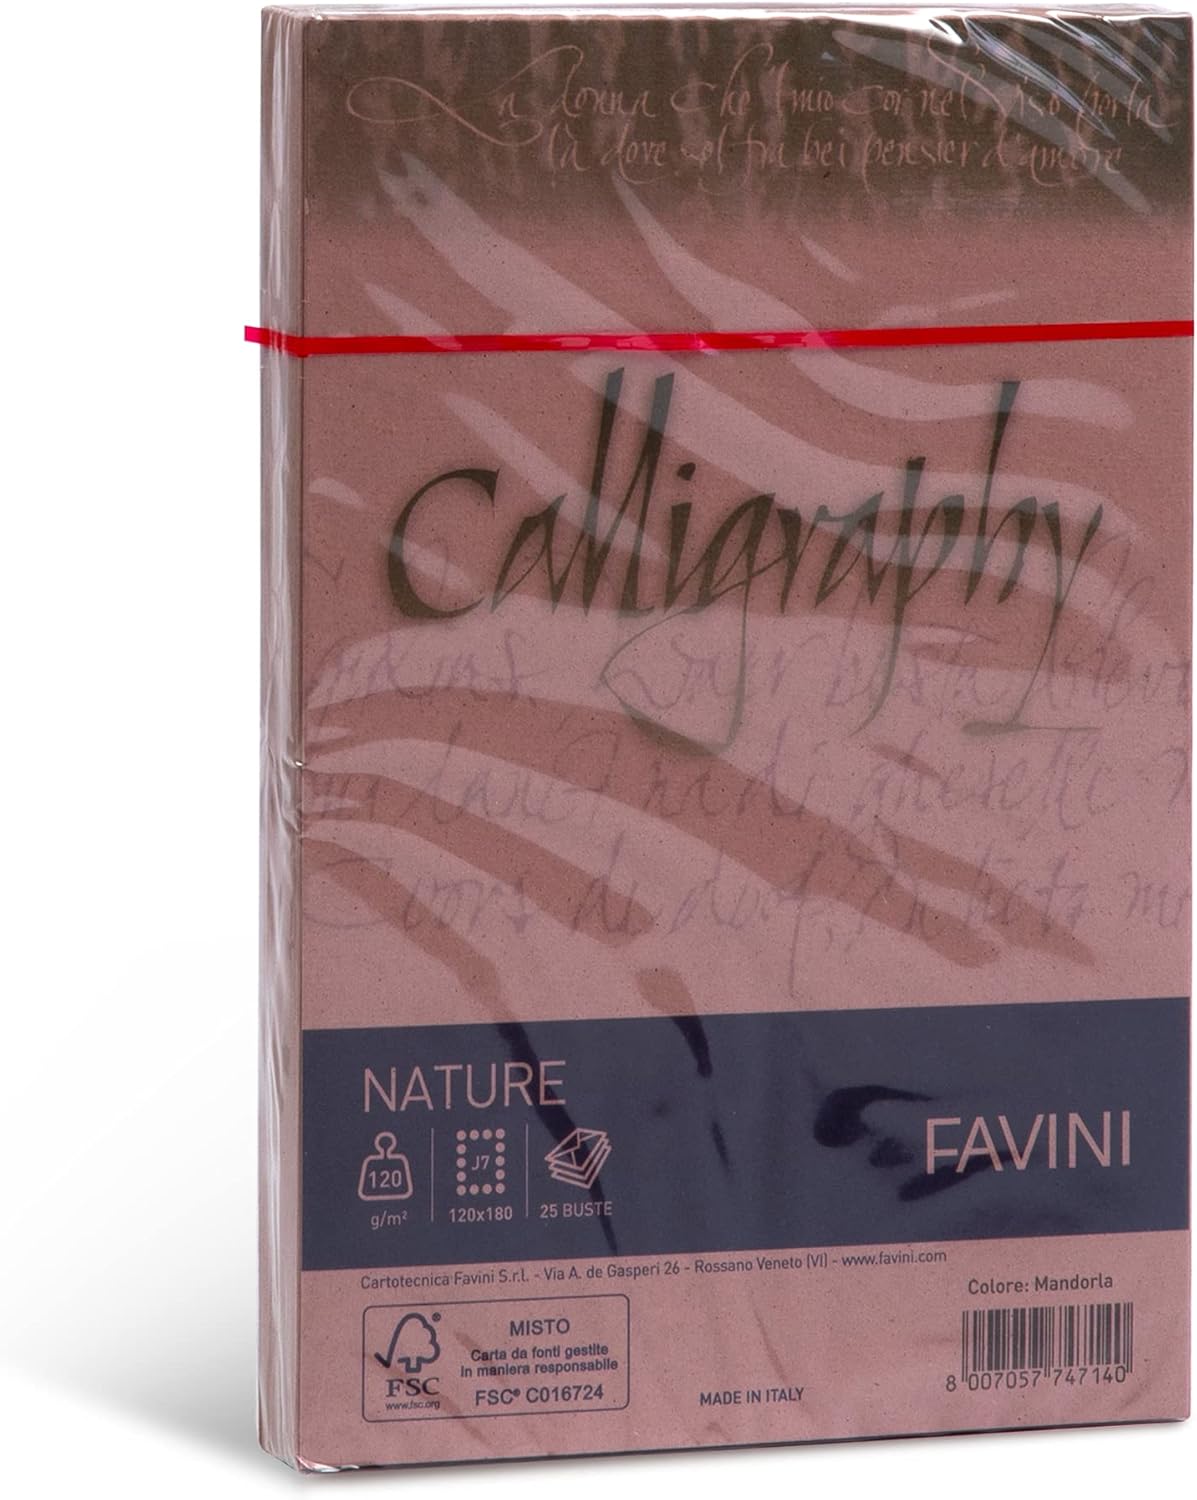 La donna che 'l mio cor nel viso porta
là dove sol fra bei pensier d'amore
Calligraphy
NATURE
FAVINI
120
g/m²
J7
120x180
25 BUSTE
Cartotecnica Favini S.r.l. - Via A. de Gasperi 26 - Rossano Veneto (VI) - www.favini.com
Colore: Mandorla
FSC
www.fsc.org
MISTO
Carta da fonti gestite
in maniera responsabile
FSC® C016724
MADE IN ITALY
8 007057 747140